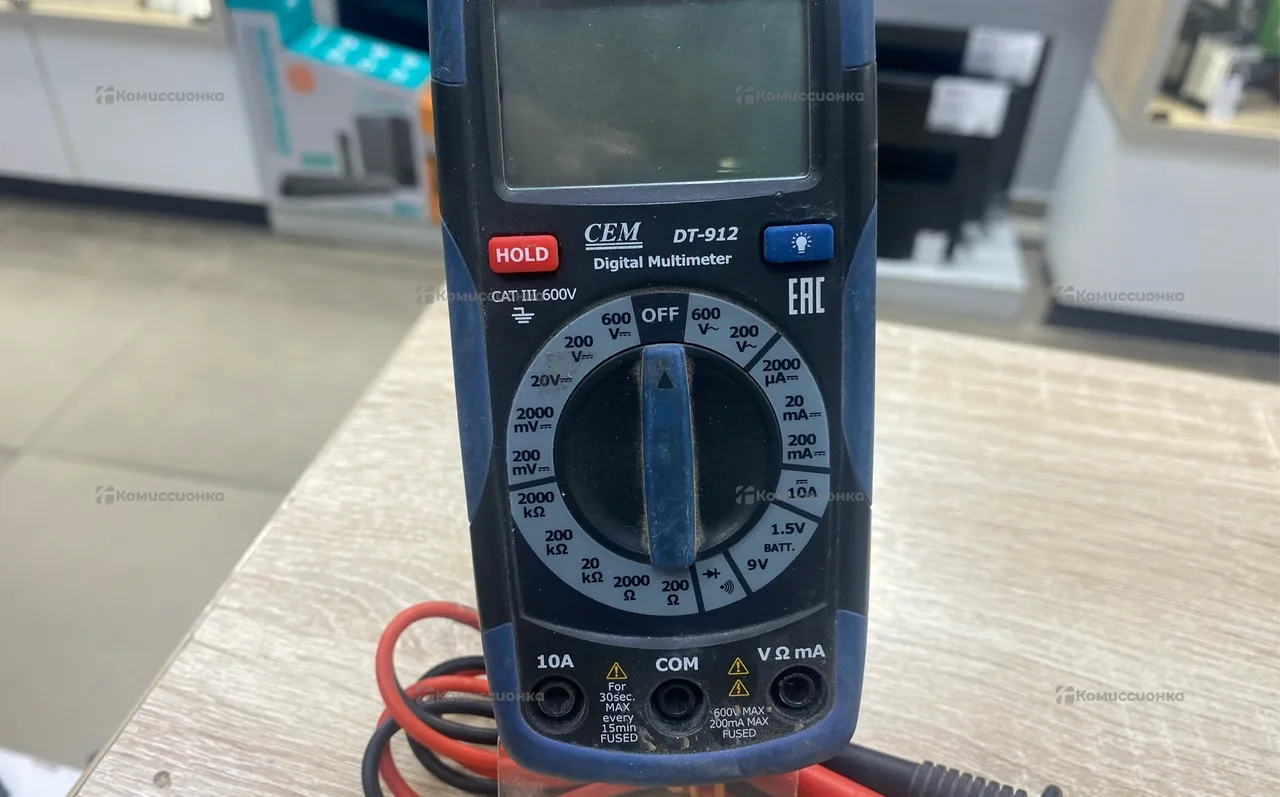 Комиссионка
Комиссионка
CEM
DT-912
HOLD
Digital Multimeter
CAT III 600V
EAC
Комиссионка
Комиссионка
OFF
600
V~
200
V~
2000
µA
20
mA
200
mA
10A
1.5V
BATT.
9V
200
Ω
2000
Ω
20
kΩ
200
kΩ
2000
kΩ
200
mV
2000
mV
20V
200
V
600
V
Комиссионка
Комиссионка
10A
COM
V Ω mA
For
30sec.
MAX
every
15min
FUSED
600V MAX
200mA MAX
FUSED
Комиссионка
Комиссионка